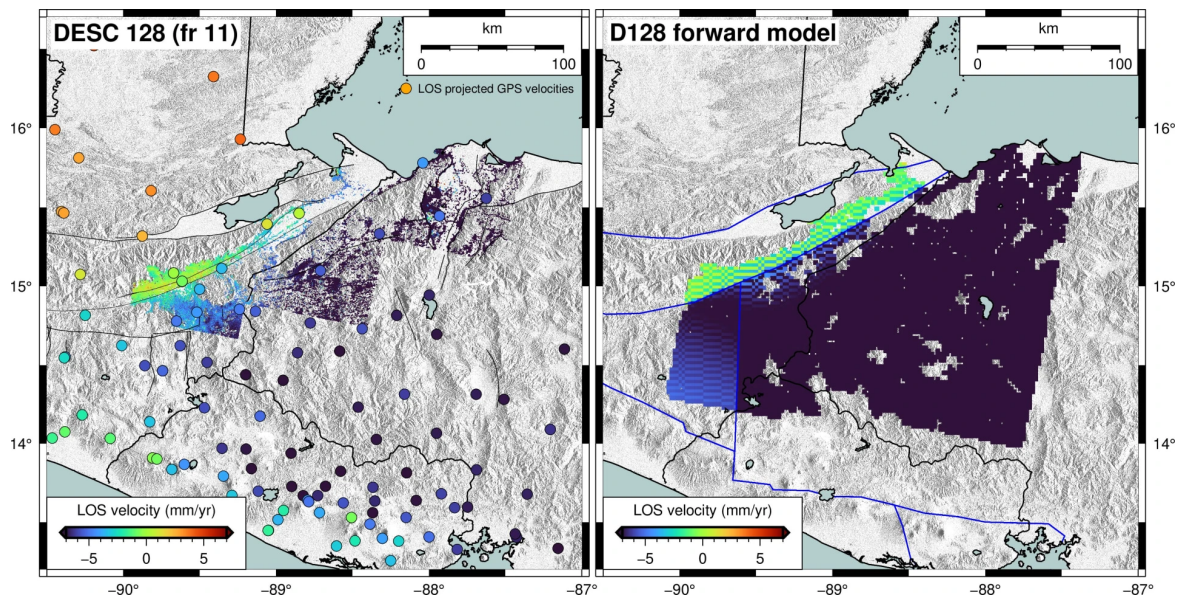 DESC 128 (fr 11)
km
0
100
LOS projected GPS velocities
16°
15°
14°
LOS velocity (mm/yr)
−5 0 5
−90° −89° −88° −87°
D128 forward model
km
0
100
16°
15°
14°
LOS velocity (mm/yr)
−5 0 5
−90° −89° −88° −87°